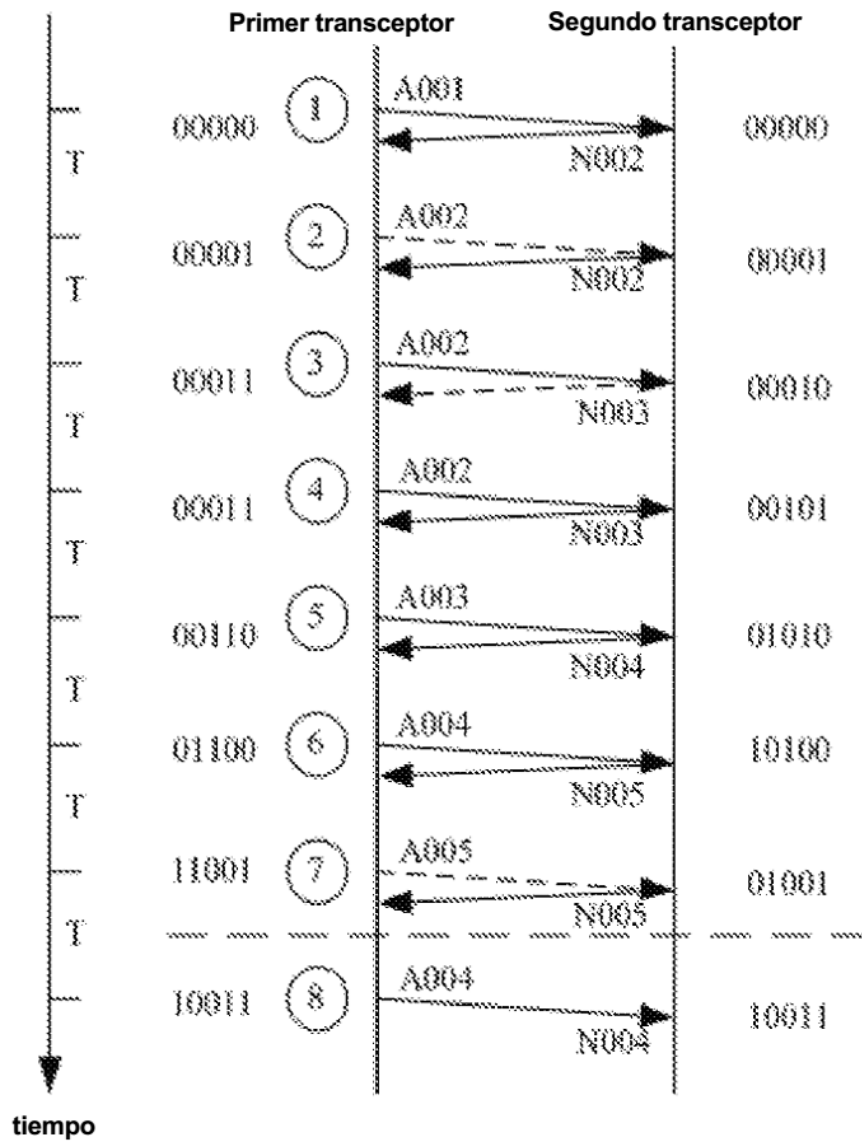 Primer transceptor Segundo transceptor
A001
00000 1 00000
T N002
A002
00001 2 00001
T N002
A002
00011 3 00010
T N003
A002
00011 4 00101
T N003
A003
00110 5 01010
T N004
A004
01100 6 10100
T N005
A005
11001 7 01001
T N005
A004
10011 8 10011
N004
tiempo